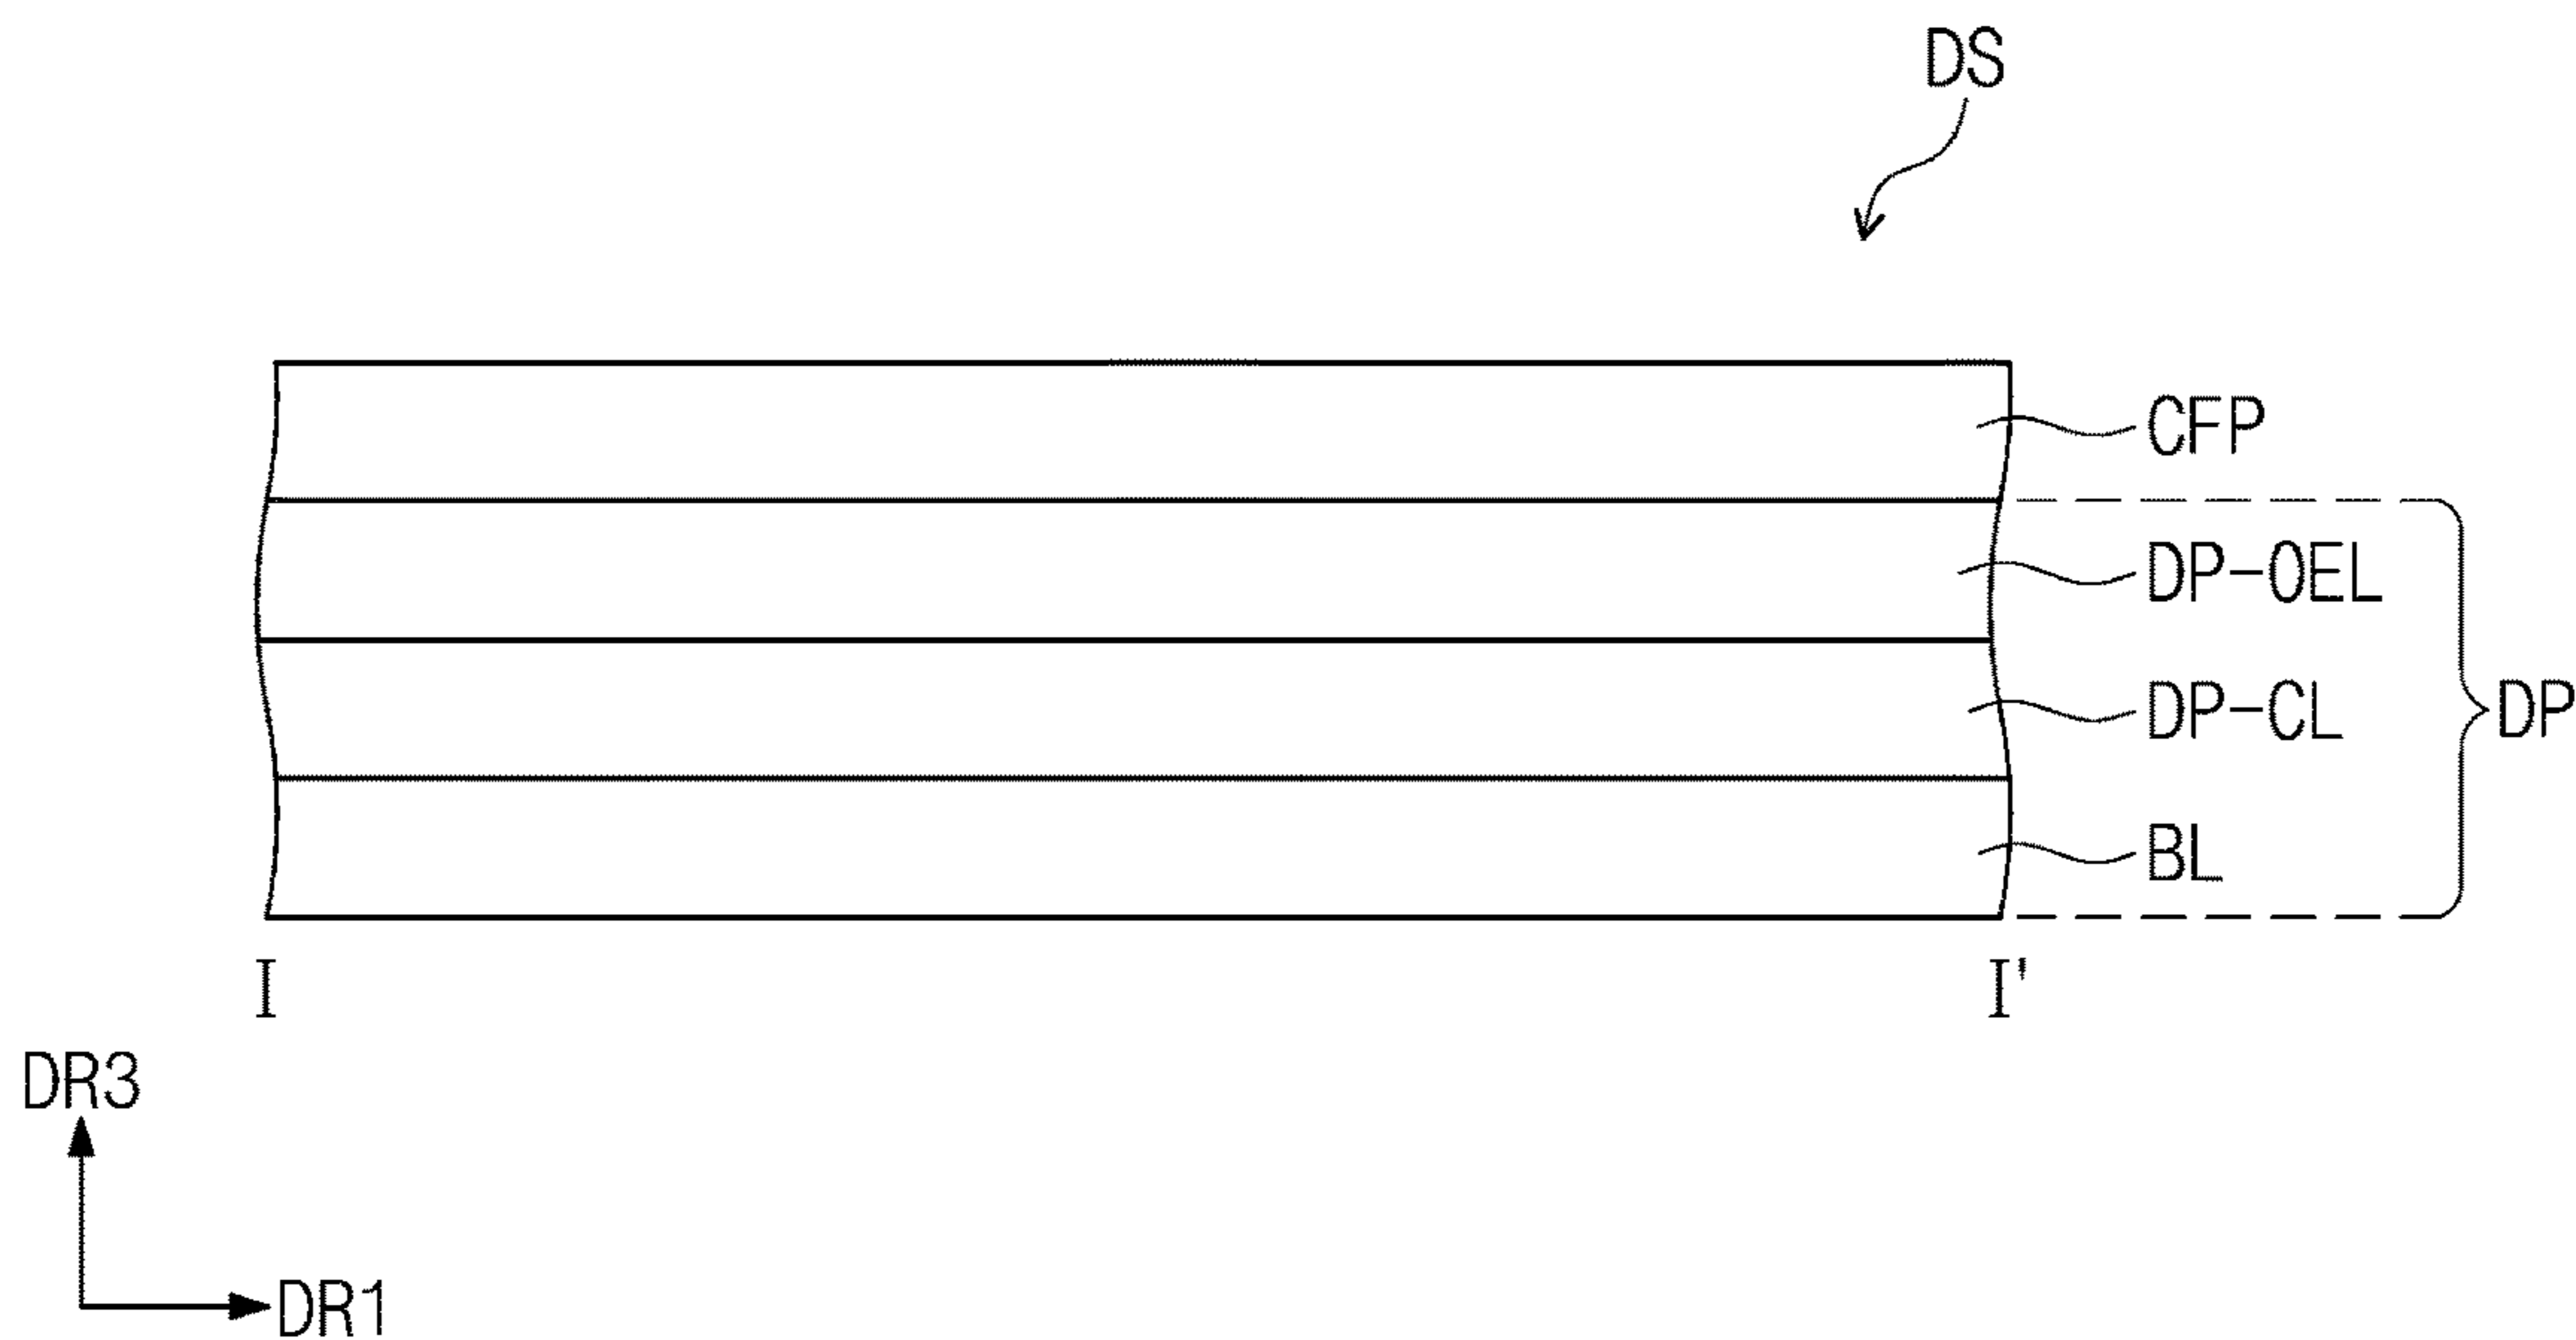 DS
CFP
DP-OEL
DP-CL
DP
BL
I
I'
DR3
DR1